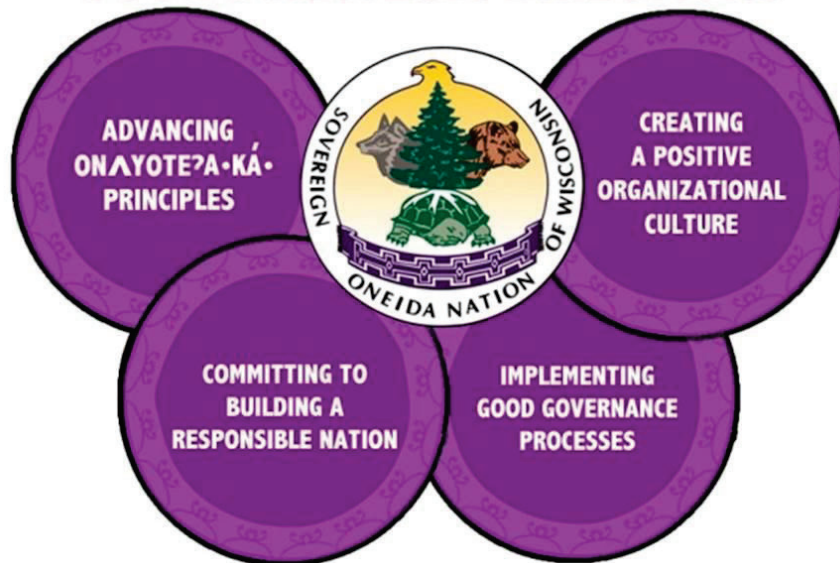 ADVANCING
ONɅYOTEʔA·KÁ·
PRINCIPLES
SOVEREIGN
ONEIDA NATION
OF WISCONSIN
CREATING
A POSITIVE
ORGANIZATIONAL
CULTURE
COMMITTING TO
BUILDING A
RESPONSIBLE NATION
IMPLEMENTING
GOOD GOVERNANCE
PROCESSES